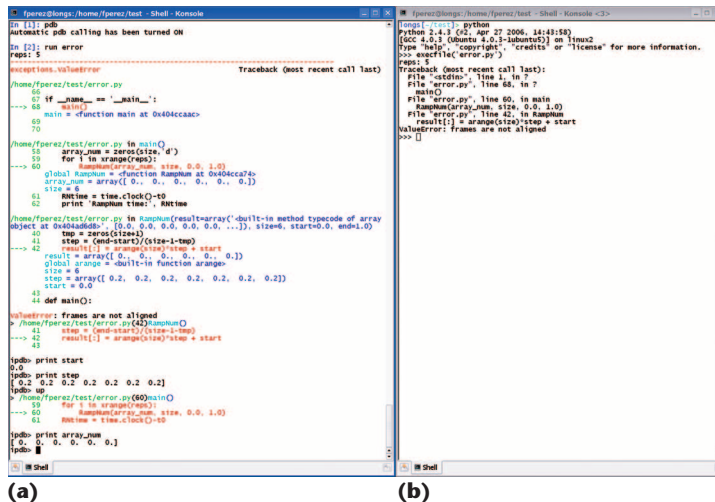 fperez@longs: /home/fperez/test - Shell - Konsole
In [1]: pdb
Automatic pdb calling has been turned ON
In [2]: run error
reps: 5
exceptions.ValueError Traceback (most recent call last)
/home/fperez/test/error.py
66
67 if __name__ == '__main__':
---> 68 main()
main = <function main at 0x404ccaac>
69
70
/home/fperez/test/error.py in main()
58 array_num = zeros(size,'d')
59 for i in xrange(reps):
---> 60 RampNum(array_num, size, 0.0, 1.0)
global RampNum = <function RampNum at 0x404cca74>
array_num = array([ 0., 0., 0., 0., 0., 0.])
size = 6
61 RNtime = time.clock()-t0
62 print 'RampNum time:', RNtime
/home/fperez/test/error.py in RampNum(result=array('<built-in method typecode of array
object at 0x404ad6d8>', [0.0, 0.0, 0.0, 0.0, 0.0, ...]), size=6, start=0.0, end=1.0)
40 tmp = zeros(size+1)
41 step = (end-start)/(size-1-tmp)
---> 42 result[:] = arange(size)*step + start
result = array([ 0., 0., 0., 0., 0., 0.])
global arange = <built-in function arange>
size = 6
step = array([ 0.2, 0.2, 0.2, 0.2, 0.2, 0.2, 0.2])
start = 0.0
43
44 def main():
ValueError: frames are not aligned
> /home/fperez/test/error.py(42)RampNum()
41 step = (end-start)/(size-1-tmp)
---> 42 result[:] = arange(size)*step + start
43
ipdb> print start
0.0
ipdb> print step
[ 0.2 0.2 0.2 0.2 0.2 0.2 0.2]
ipdb> up
> /home/fperez/test/error.py(60)main()
59 for i in xrange(reps):
---> 60 RampNum(array_num, size, 0.0, 1.0)
61 RNtime = time.clock()-t0
ipdb> print array_num
[ 0. 0. 0. 0. 0. 0.]
ipdb>
Shell
(a)
fperez@longs: /home/fperez/test - Shell - Konsole <3>
longs[~/test]> python
Python 2.4.3 (#2, Apr 27 2006, 14:43:58)
[GCC 4.0.3 (Ubuntu 4.0.3-1ubuntu5)] on linux2
Type "help", "copyright", "credits" or "license" for more information.
>>> execfile('error.py')
reps: 5
Traceback (most recent call last):
File "<stdin>", line 1, in ?
File "error.py", line 68, in ?
main()
File "error.py", line 60, in main
RampNum(array_num, size, 0.0, 1.0)
File "error.py", line 42, in RampNum
result[:] = arange(size)*step + start
ValueError: frames are not aligned
>>>
Shell
(b)